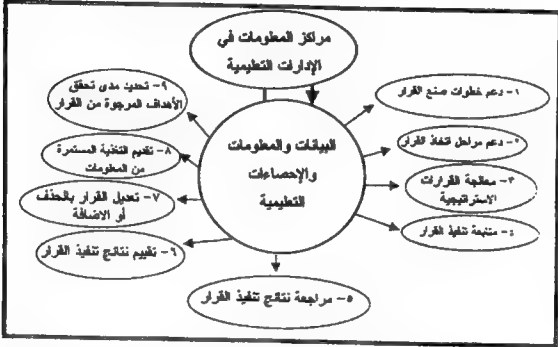 مراكز المعلومات في
الإدارات التعليمية
البيانات والمعلومات
والإحصاءات
التعليمية
١- دعم خطوات صنع القرار
٢- دعم مراحل اتخاذ القرار
٣- معالجة القرارات
الاستراتيجية
٤- متابعة تنفيذ القرار
٥- مراجعة نتائج تنفيذ القرار
٦- تقييم نتائج تنفيذ القرار
٧- تعديل القرار بالحذف
أو الاضافة
٨- تقديم التغذية المستمرة
من المعلومات
٩- تحديد مدى تحقق
الأهداف المرجوة من القرار